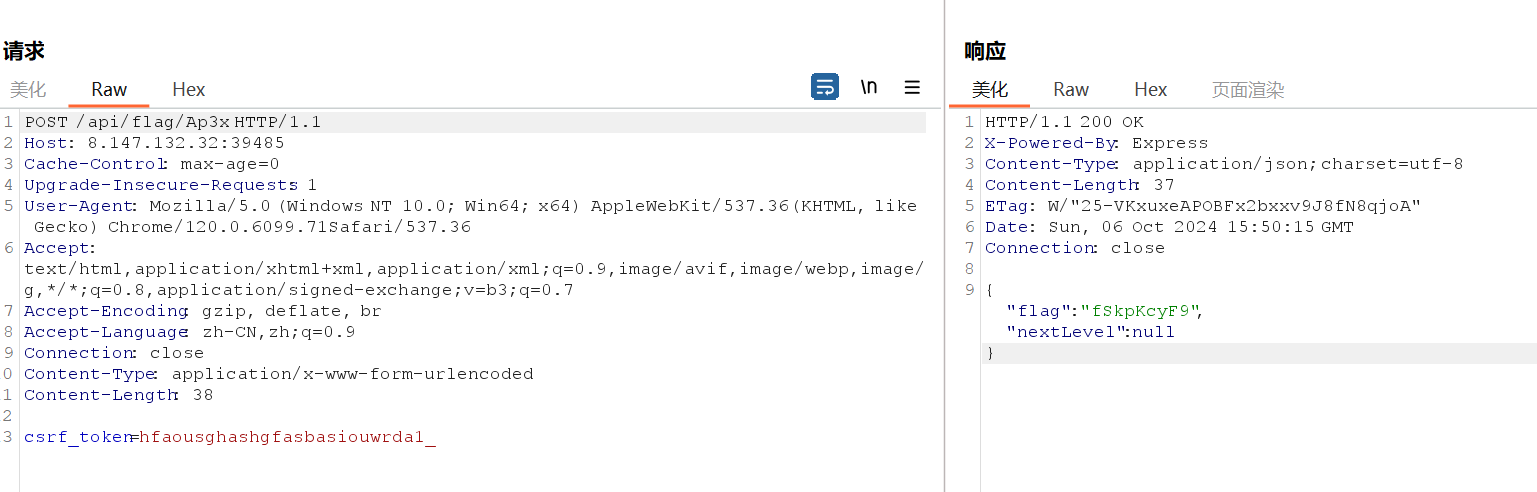 请求
美化 Raw Hex \n
1 POST /api/flag/Ap3x HTTP/1.1
2 Host: 8.147.132.32:39485
3 Cache-Control: max-age=0
4 Upgrade-Insecure-Requests: 1
5 User-Agent: Mozilla/5.0 (Windows NT 10.0; Win64; x64) AppleWebKit/537.36(KHTML, like
Gecko) Chrome/120.0.6099.71Safari/537.36
6 Accept:
text/html,application/xhtml+xml,application/xml;q=0.9,image/avif,image/webp,image/
g,*/*;q=0.8,application/signed-exchange;v=b3;q=0.7
7 Accept-Encoding: gzip, deflate, br
8 Accept-Language: zh-CN,zh;q=0.9
9 Connection: close
0 Content-Type: application/x-www-form-urlencoded
1 Content-Length: 38
2
3 csrf_token=hfaousghashgfasbasiouwrda1_
响应
美化 Raw Hex 页面渲染
1 HTTP/1.1 200 OK
2 X-Powered-By: Express
3 Content-Type: application/json;charset=utf-8
4 Content-Length: 37
5 ETag: W/"25-VKxuxeAPOBFx2bxxv9J8fN8qjoA"
6 Date: Sun, 06 Oct 2024 15:50:15 GMT
7 Connection: close
8
9 {
"flag":"fSkpKcyF9",
"nextLevel":null
}